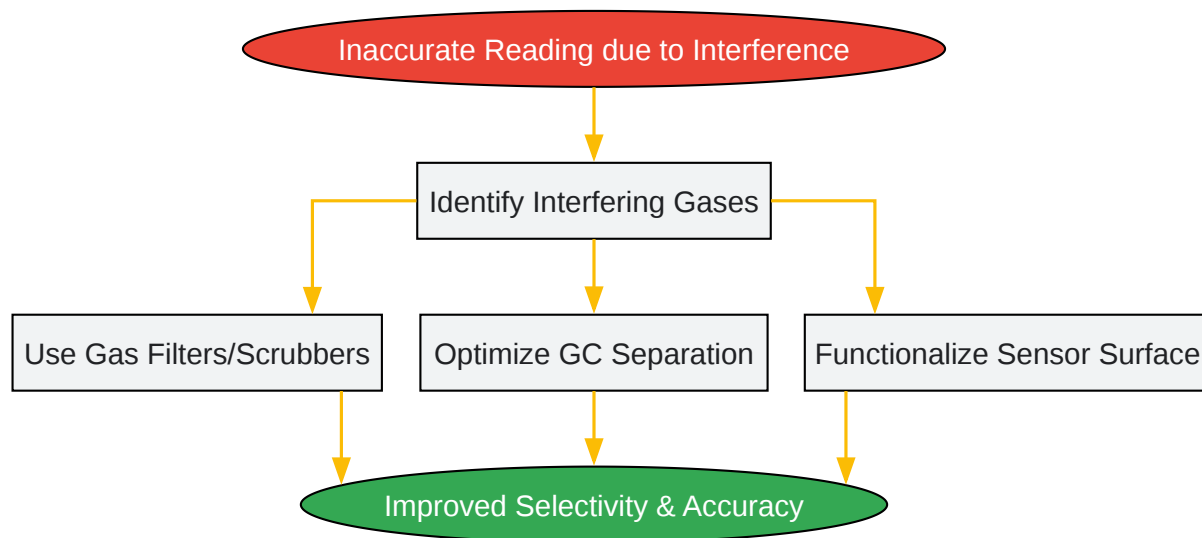 Inaccurate Reading due to Interference
Identify Interfering Gases
Use Gas Filters/Scrubbers
Optimize GC Separation
Functionalize Sensor Surface
Improved Selectivity & Accuracy